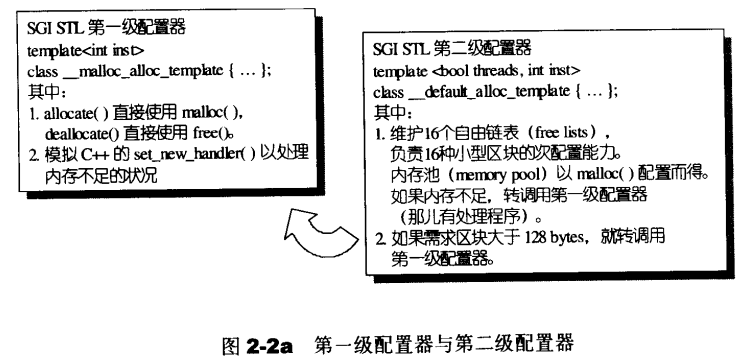 SGI STL 第一级配置器
template<int inst>
class __malloc_alloc_template { … };
其中:
1. allocate( ) 直接使用 malloc( ),
deallocate() 直接使用 free()。
2. 模拟 C++ 的 set_new_handler( ) 以处理
内存不足的状况
SGI STL 第二级配置器
template <bool threads, int inst>
class __default_alloc_template { … };
其中:
1. 维护16个自由链表（free lists）,
负责16种小型区块的次配置能力。
内存池（memory pool）以 malloc( ) 配置而得。
如果内存不足，转调用第一级配置器
（那儿有处理程序）。
2. 如果需求区块大于 128 bytes，就转调用
第一级配置器。
图 2-2a 第一级配置器与第二级配置器